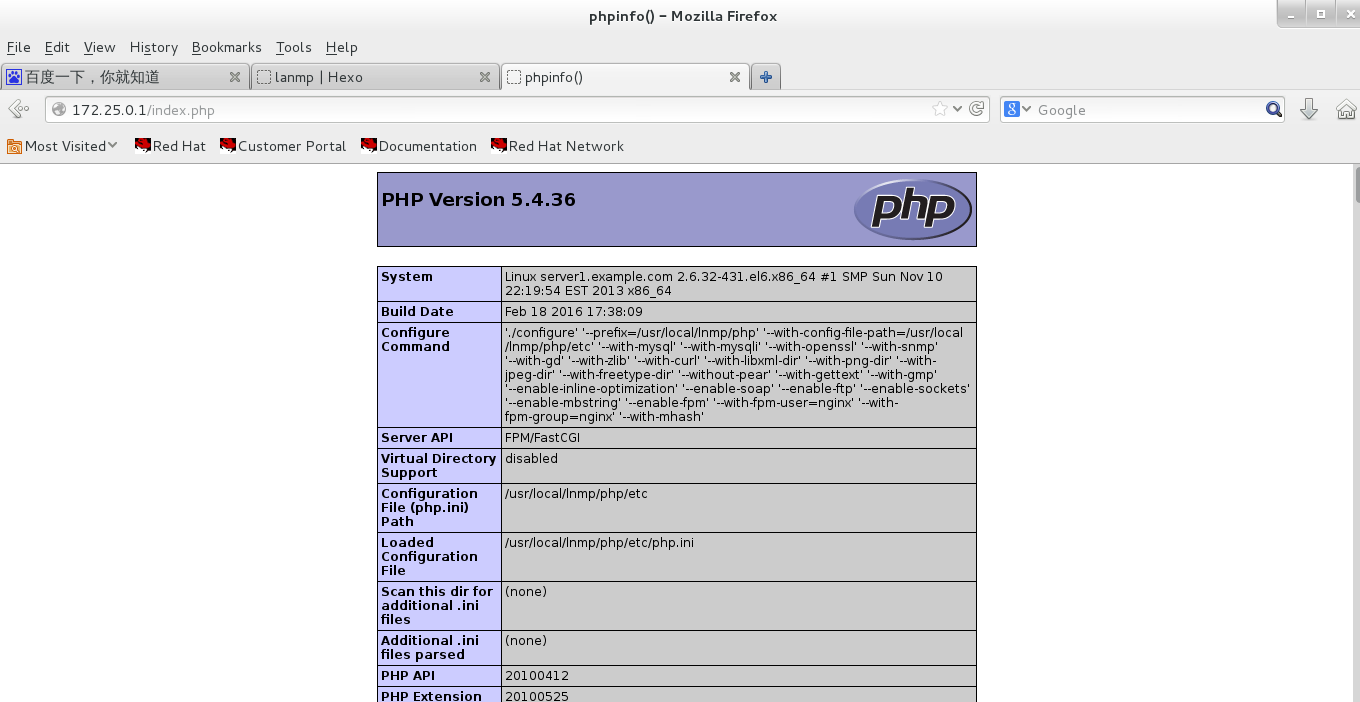 phpinfo() - Mozilla Firefox
File Edit View History Bookmarks Tools Help
百度一下，你就知道 lanmp | Hexo phpinfo()
172.25.0.1/index.php 8 Google
Most Visited Red Hat Customer Portal Documentation Red Hat Network
PHP Version 5.4.36 php
System Linux server1.example.com 2.6.32-431.el6.x86_64 #1 SMP Sun Nov 10
22:19:54 EST 2013 x86_64
Build Date Feb 18 2016 17:38:09
Configure './configure' '--prefix=/usr/local/lnmp/php' '--with-config-file-path=/usr/local
Command /lnmp/php/etc' '--with-mysql' '--with-mysqli' '--with-openssl' '--with-snmp'
'--with-gd' '--with-zlib' '--with-curl' '--with-libxml-dir' '--with-png-dir' '--with-
jpeg-dir' '--with-freetype-dir' '--without-pear' '--with-gettext' '--with-gmp'
'--enable-inline-optimization' '--enable-soap' '--enable-ftp' '--enable-sockets'
'--enable-mbstring' '--enable-fpm' '--with-fpm-user=nginx' '--with-
fpm-group=nginx' '--with-mhash'
Server API FPM/FastCGI
Virtual Directory disabled
Support
Configuration /usr/local/lnmp/php/etc
File (php.ini)
Path
Loaded /usr/local/lnmp/php/etc/php.ini
Configuration
File
Scan this dir for (none)
additional .ini
files
Additional .ini (none)
files parsed
PHP API 20100412
PHP Extension 20100525